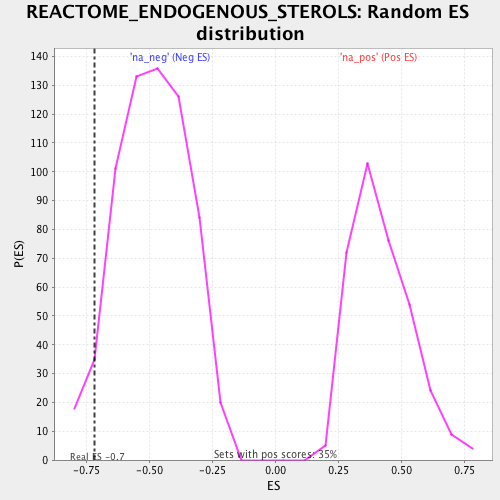 REACTOME_ENDOGENOUS_STEROLS: Random ES
distribution
'na_neg' (Neg ES)
'na_pos' (Pos ES)
140
130
120
110
100
90
80
70
60
50
40
30
20
10
0
P(ES)
Real ES -0.7
Sets with pos scores: 35%
-0.75
-0.50
-0.25
0.00
0.25
0.50
0.75
ES